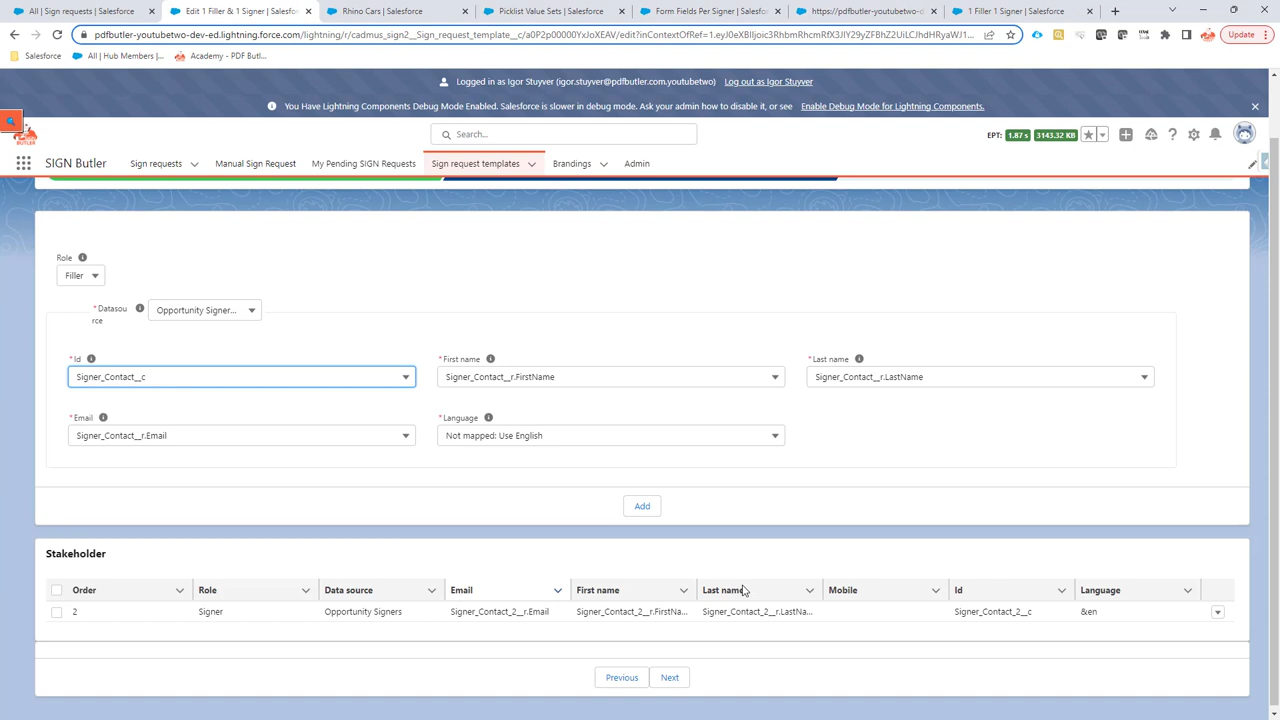 All | Sign requests | Salesforce
Edit 1 Filler & 1 Signer | Salesfo
Rhino Cars | Salesforce
Picklist Value Sets | Salesforce
Form Fields Per Signer | Salesfo
https://pdfbutler-youtubetwo-d
1 Filler 1 Signer | Salesforce
pdfbutler-youtubetwo-dev-ed.lightning.force.com/lightning/r/cadmus_sign2__Sign_request_template__c/
Update
Salesforce
All | Hub Members |...
Academy - PDF Butl...
Logged in as Igor Stuyver (igor.stuyver@pdfbutler.com.youtubetwo)
Log out as Igor Stuyver
You Have Lightning Components Debug Mode Enabled. Salesforce is slower in debug mode. Ask your admin how to disable it, or see
Enable Debug Mode for Lightning Components.
Search...
EPT: 1.87 s
3143.32 KB
SIGN Butler
Sign requests
Manual Sign Request
My Pending SIGN Requests
Sign request templates
Brandings
Admin
Role
Filler
* Datasou
rce
Opportunity Signer...
* Id
* First name
* Last name
Signer_Contact__c
Signer_Contact__r.FirstName
Signer_Contact__r.LastName
* Email
* Language
Signer_Contact__r.Email
Not mapped: Use English
Add
Stakeholder
Order
Role
Data source
Email
First name
Last name
Mobile
Id
Language
2
Signer
Opportunity Signers
Signer_Contact_2__r.Email
Signer_Contact_2__r.FirstNa...
Signer_Contact_2__r.LastNa...
Signer_Contact_2__c
&en
Previous
Next